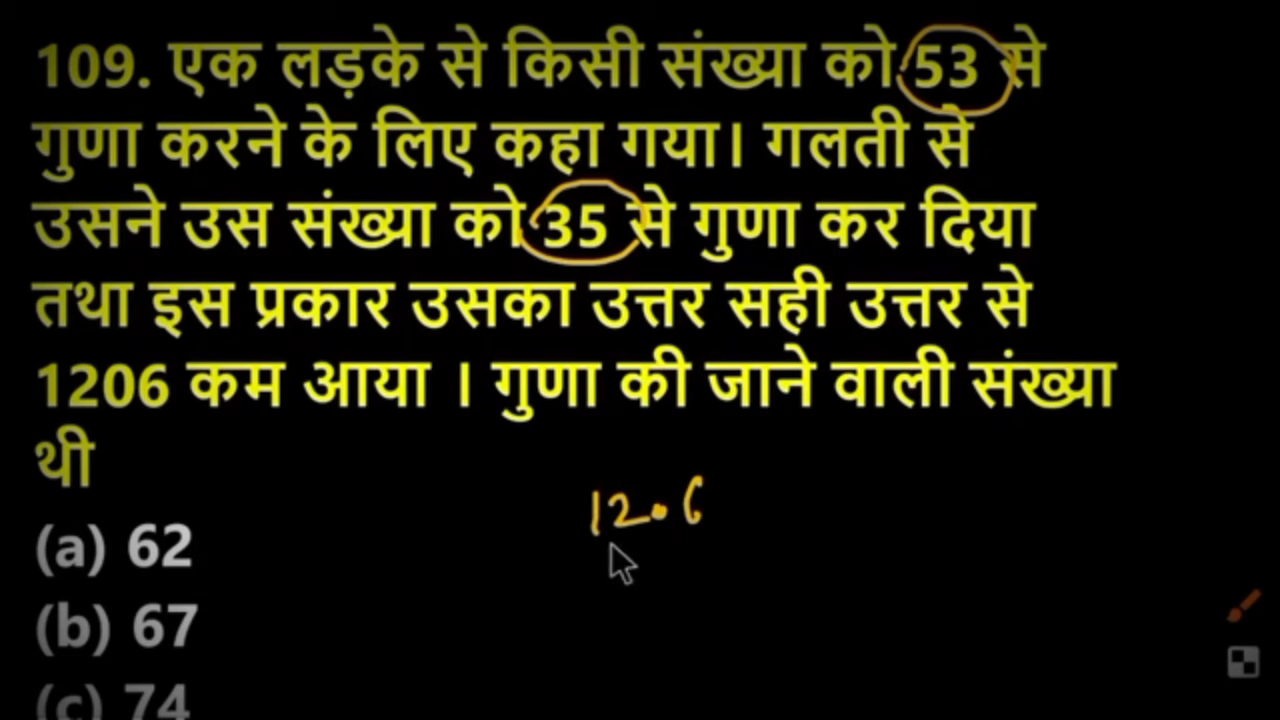 109. एक लड़के से किसी संख्या को 53 से
गुणा करने के लिए कहा गया। गलती से
उसने उस संख्या को 35 से गुणा कर दिया
तथा इस प्रकार उसका उत्तर सही उत्तर से
1206 कम आया । गुणा की जाने वाली संख्या
थी
1206
(a) 62
(b) 67
(c) 74